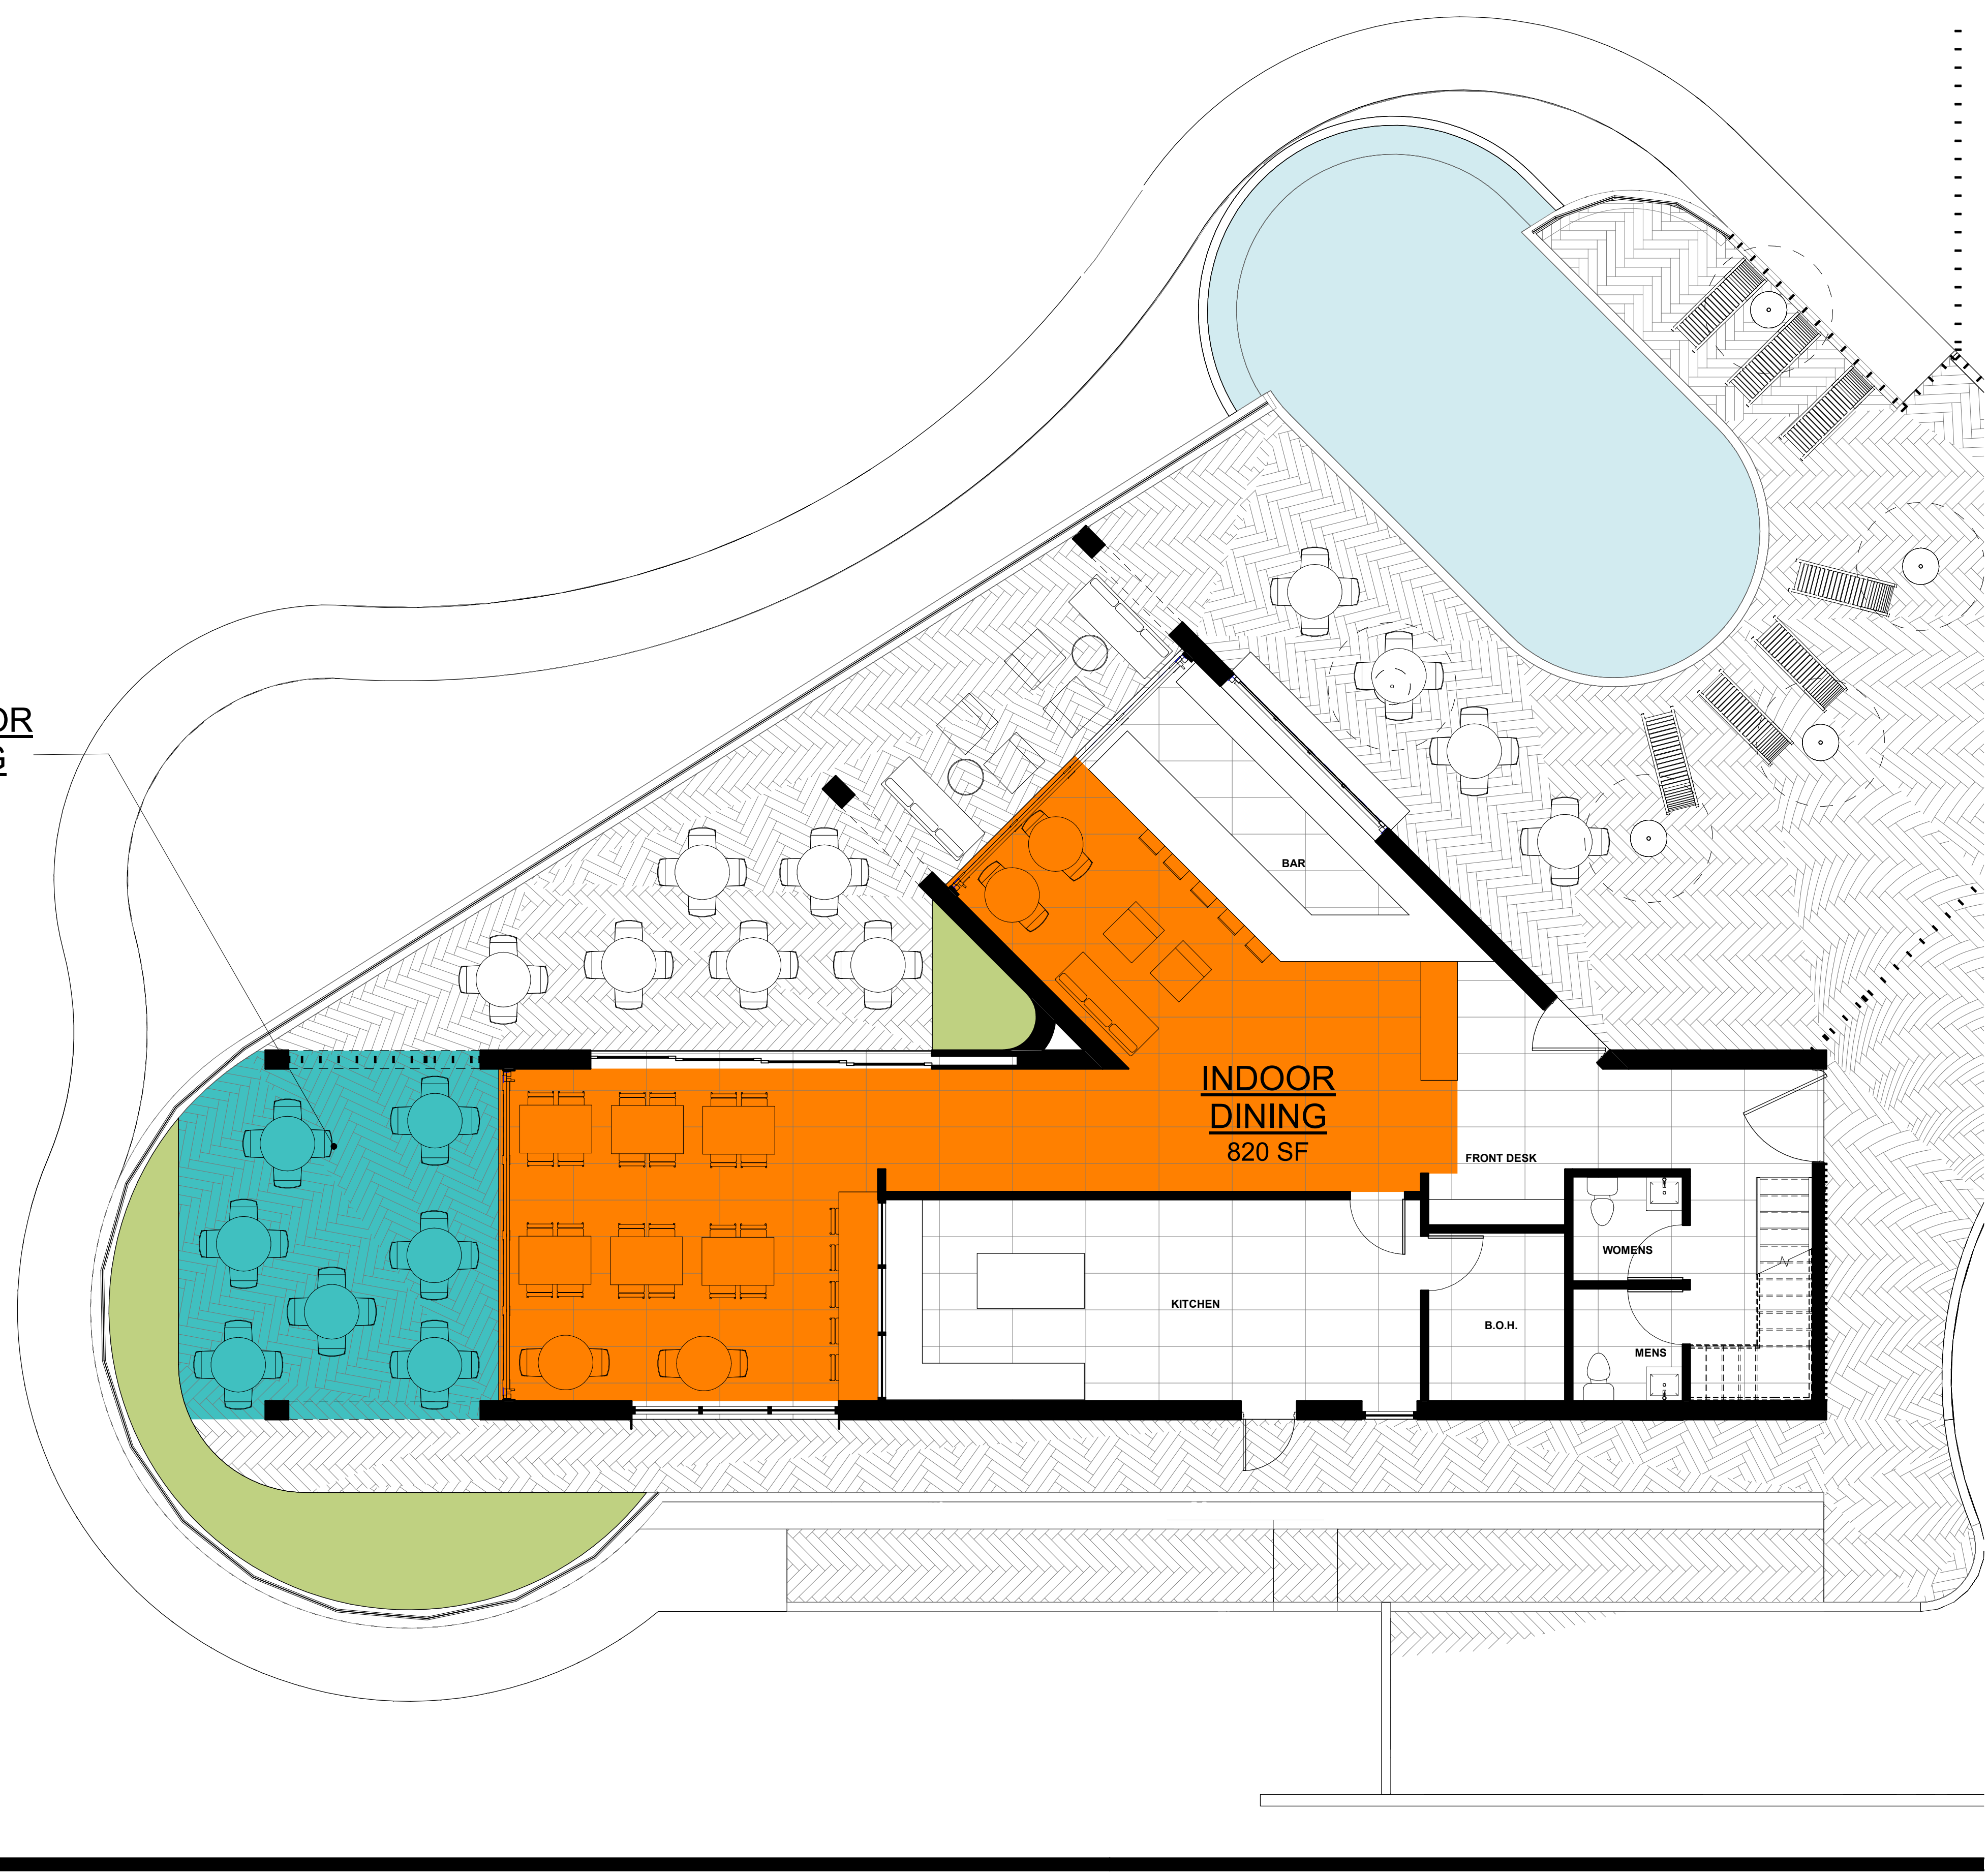 OR
G
BAR
INDOOR
DINING
820 SF
FRONT DESK
WOMENS
KITCHEN
B.O.H.
MENS